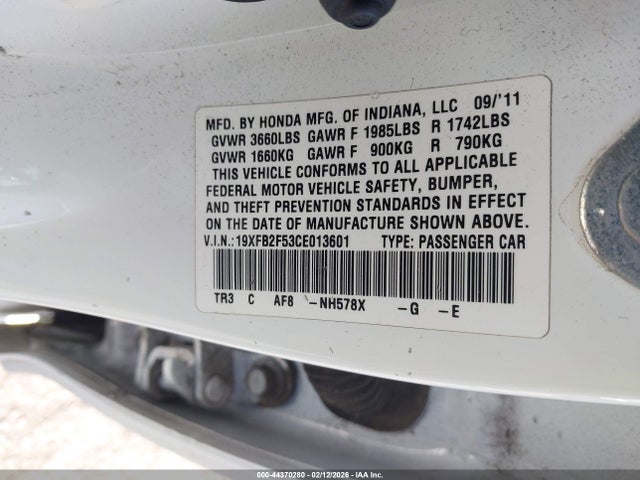 MFD. BY HONDA MFG. OF INDIANA, LLC 09/'11
GVWR 3660LBS GAWR F 1985LBS R 1742LBS
GVWR 1660KG GAWR F 900KG R 790KG
THIS VEHICLE CONFORMS TO ALL APPLICABLE
FEDERAL MOTOR VEHICLE SAFETY, BUMPER,
AND THEFT PREVENTION STANDARDS IN EFFECT
ON THE DATE OF MANUFACTURE SHOWN ABOVE.
V.I.N.:19XFB2F53CE013601 TYPE: PASSENGER CAR
TR3 C AF8 -NH578X -G -E
000-44370280 - 02/12/2026 - IAA Corp.